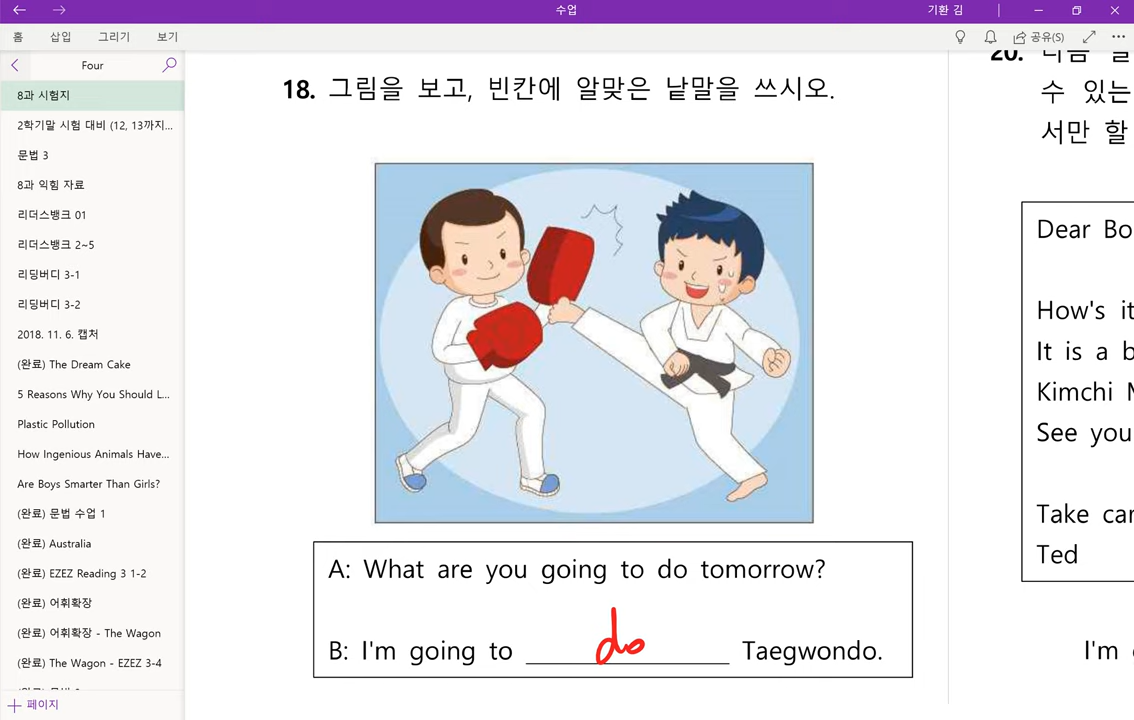 수업
기환 김
홈 삽입 그리기 보기
공유(S)
Four
8과 시험지
2학기말 시험 대비 (12, 13까지...
문법 3
8과 익힘 자료
리더스뱅크 01
리더스뱅크 2~5
리딩버디 3-1
리딩버디 3-2
2018. 11. 6. 캡처
(완료) The Dream Cake
5 Reasons Why You Should L...
Plastic Pollution
How Ingenious Animals Have...
Are Boys Smarter Than Girls?
(완료) 문법 수업 1
(완료) Australia
(완료) EZEZ Reading 3 1-2
(완료) 어휘확장
(완료) 어휘확장 - The Wagon
(완료) The Wagon - EZEZ 3-4
페이지
18. 그림을 보고, 빈칸에 알맞은 낱말을 쓰시오.
A: What are you going to do tomorrow?
B: I'm going to do Taegwondo.
20. 다음
수 있는
서만 할
Dear Bo
How's it
It is a b
Kimchi M
See you
Take car
Ted
I'm